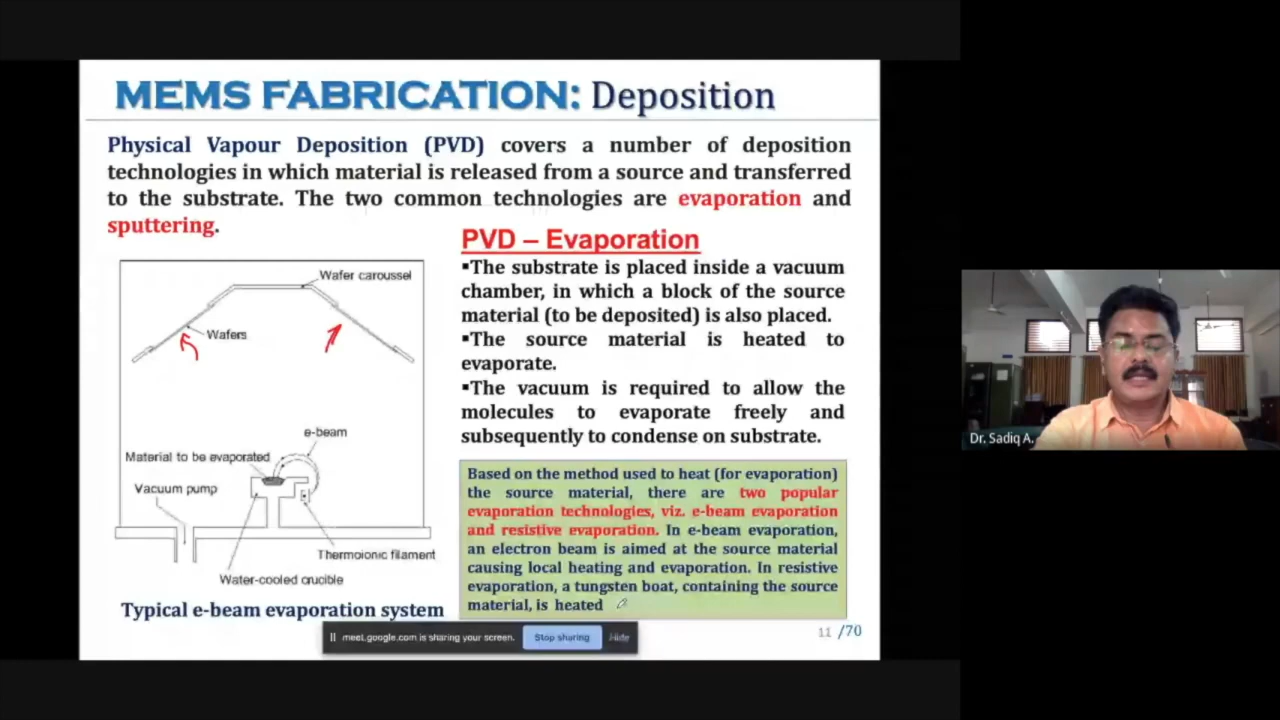 MEMS FABRICATION: Deposition
Physical Vapour Deposition (PVD) covers a number of deposition
technologies in which material is released from a source and transferred
to the substrate. The two common technologies are evaporation and
sputtering.
Wafer caroussel
Wafers
e-beam
Material to be evaporated
Vacuum pump
Thermoionic filament
Water-cooled crucible
Typical e-beam evaporation system
PVD – Evaporation
▪The substrate is placed inside a vacuum
chamber, in which a block of the source
material (to be deposited) is also placed.
▪The source material is heated to
evaporate.
▪The vacuum is required to allow the
molecules to evaporate freely and
subsequently to condense on substrate.
Based on the method used to heat (for evaporation)
the source material, there are two popular
evaporation technologies, viz. e-beam evaporation
and resistive evaporation. In e-beam evaporation,
an electron beam is aimed at the source material
causing local heating and evaporation. In resistive
evaporation, a tungsten boat, containing the source
material, is heated
11 /70
meet.google.com is sharing your screen.
Stop sharing
Hide
Dr. Sadiq A.